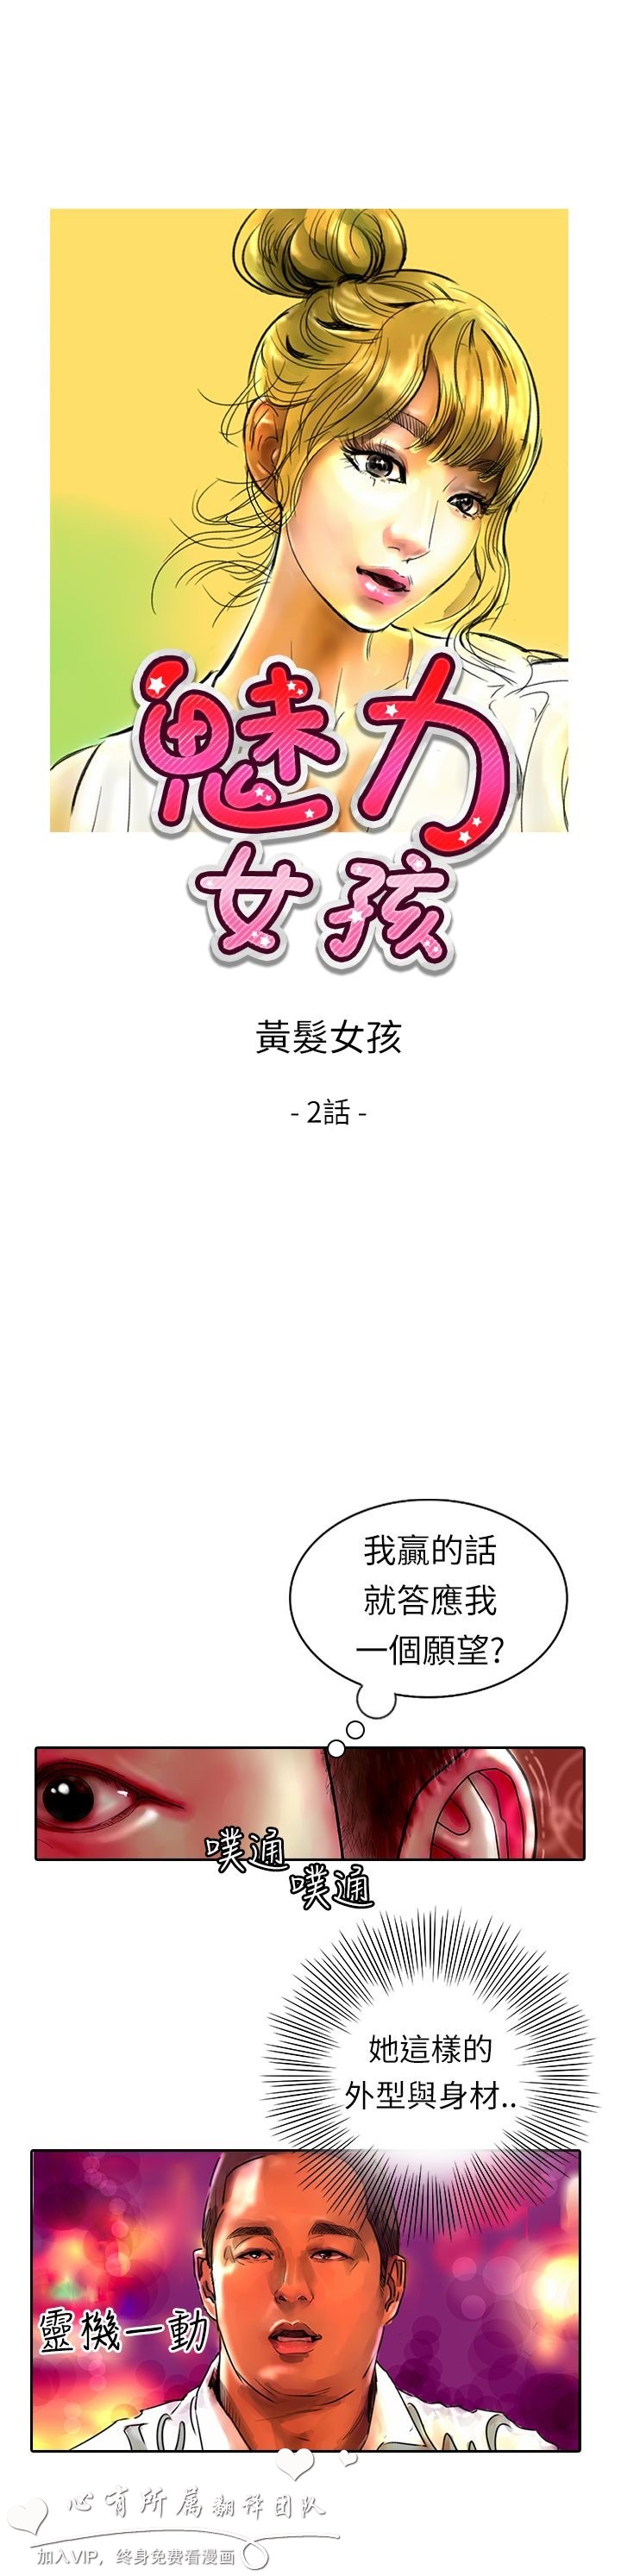 魅力
女孩
黃髮女孩
- 2話 -
我贏的話
就答應我
一個願望?
噗通
噗通
她這樣的
外型與身材..
靈機一動
心有所属翻译团队
加入VIP，终身免费看漫画